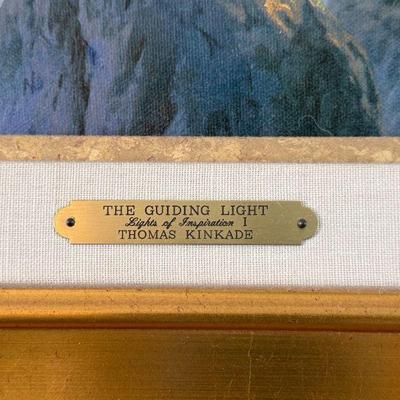 THE GUIDING LIGHT
Lights of Inspiration I
THOMAS KINKADE